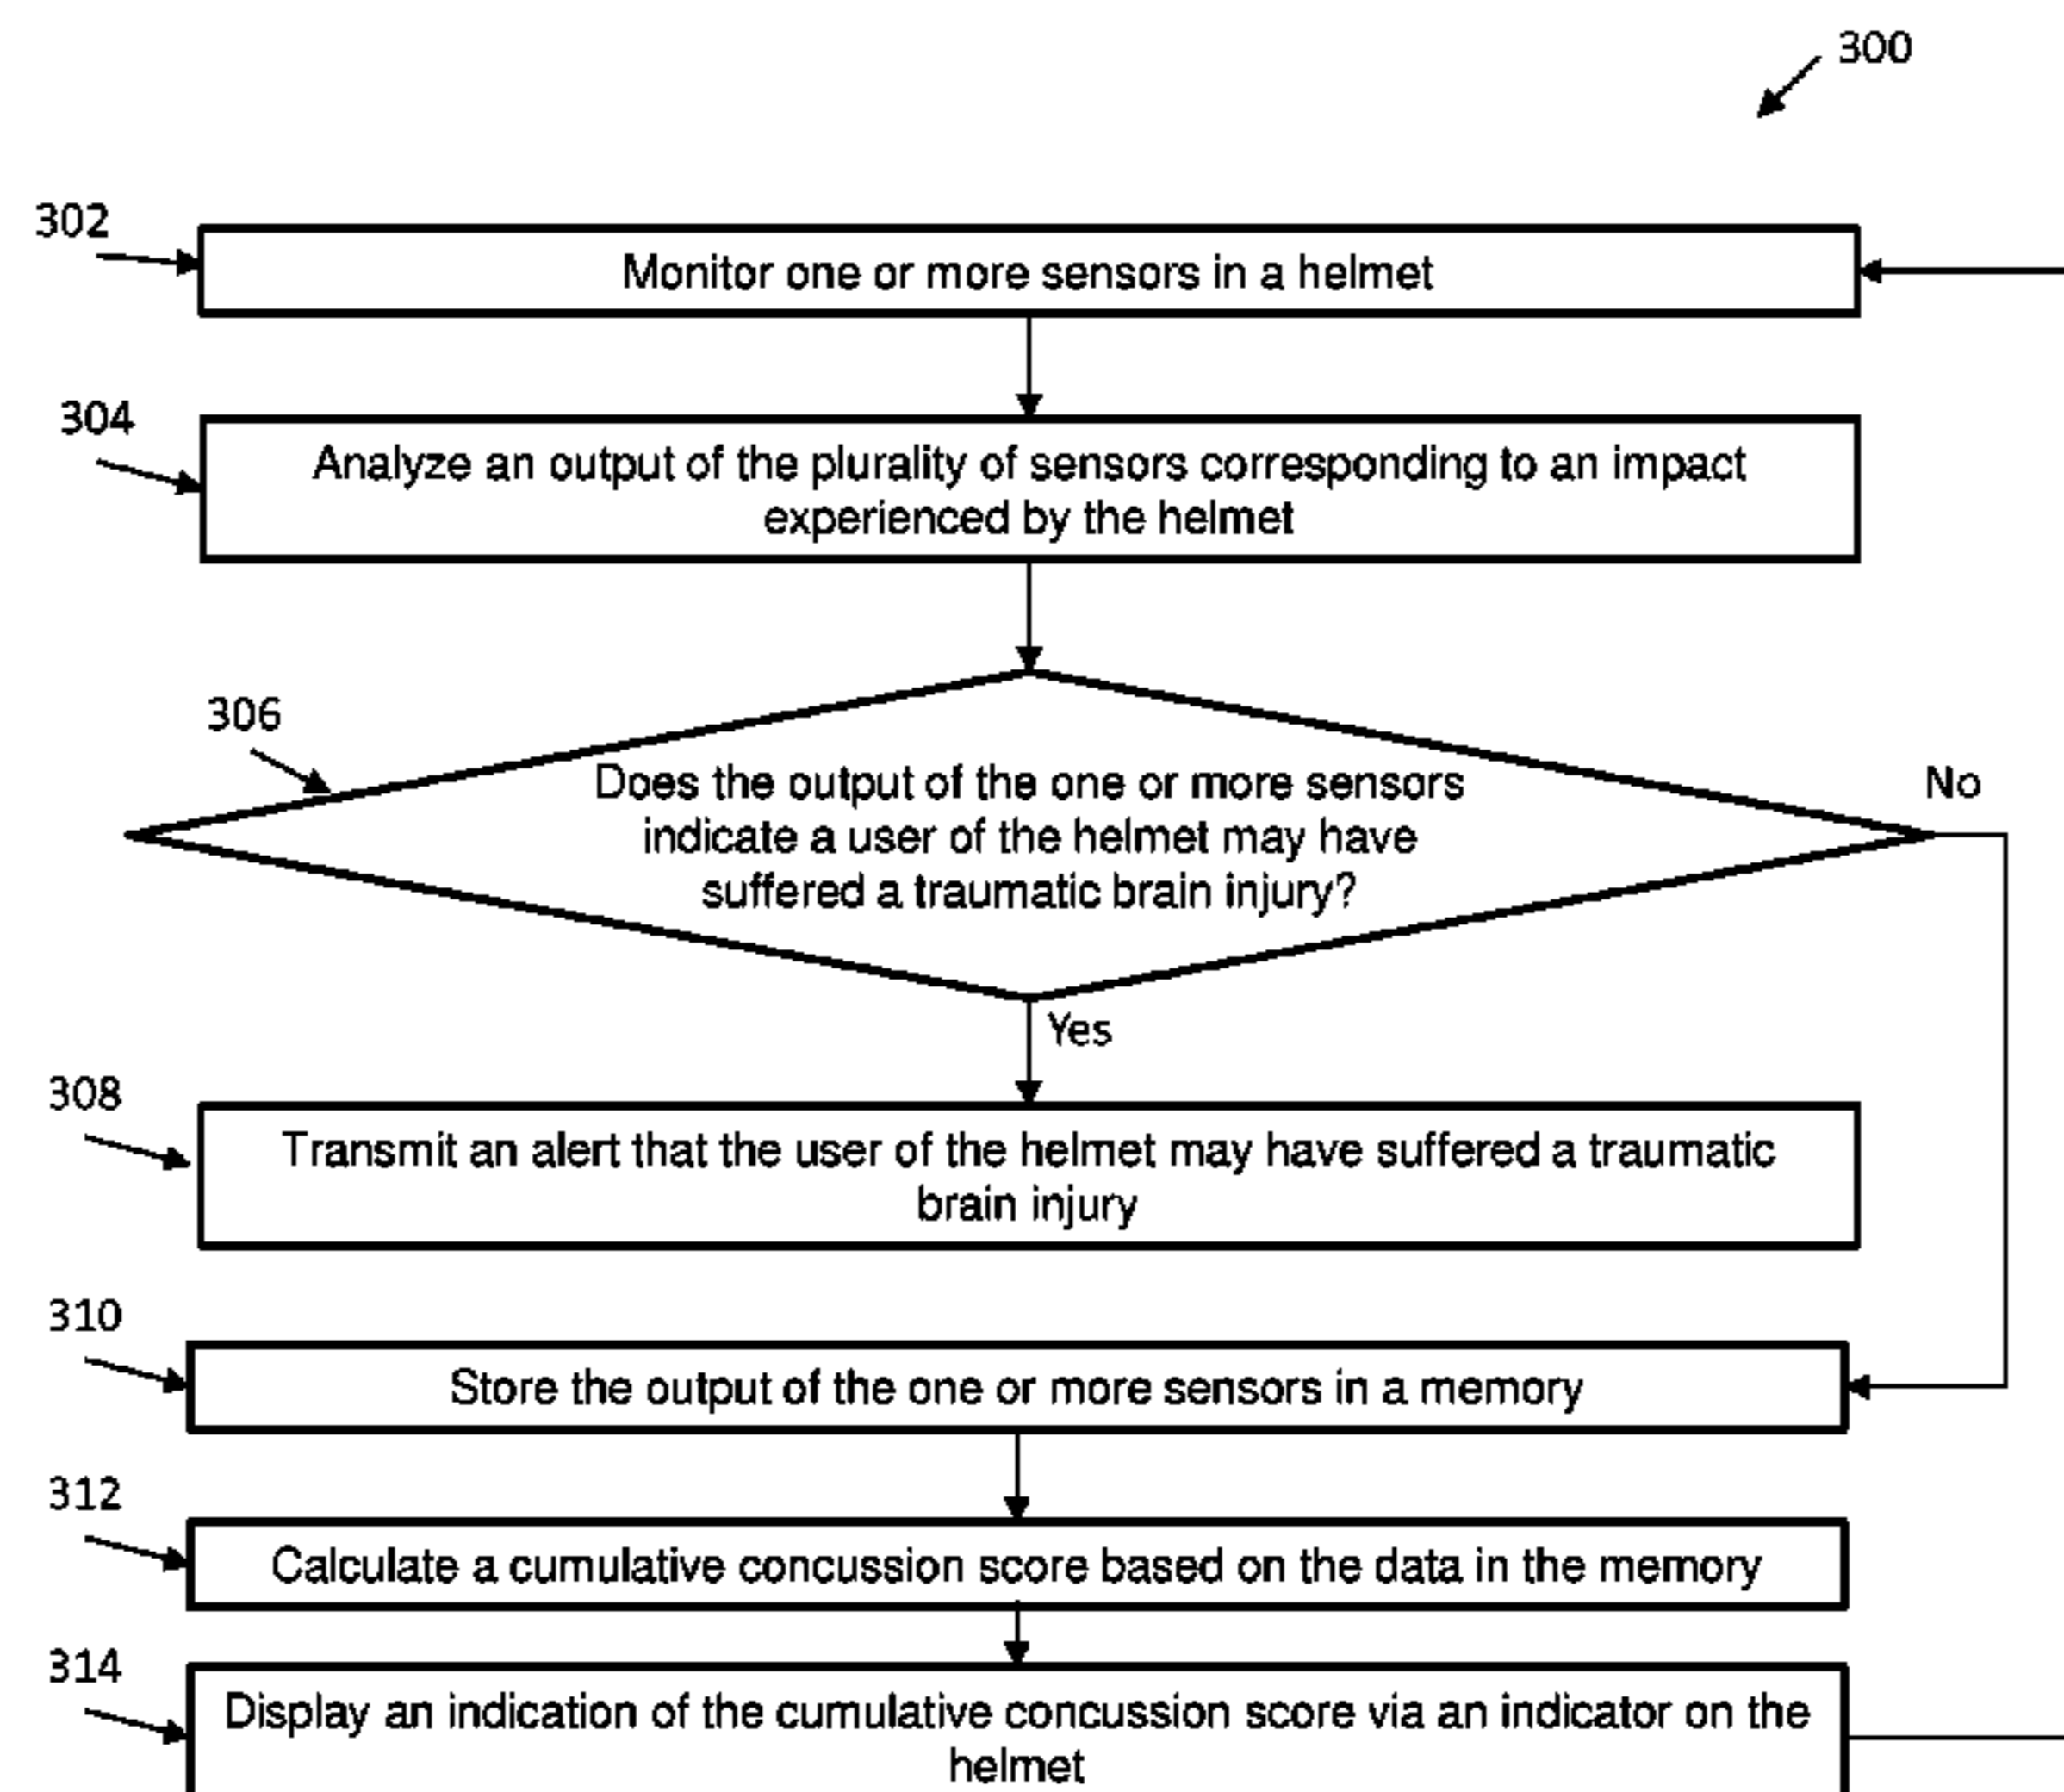 300
302
Monitor one or more sensors in a helmet
304
Analyze an output of the plurality of sensors corresponding to an impact
experienced by the helmet
306
Does the output of the one or more sensors
indicate a user of the helmet may have
suffered a traumatic brain injury?
No
Yes
308
Transmit an alert that the user of the helmet may have suffered a traumatic
brain injury
310
Store the output of the one or more sensors in a memory
312
Calculate a cumulative concussion score based on the data in the memory
314
Display an indication of the cumulative concussion score via an indicator on the
helmet